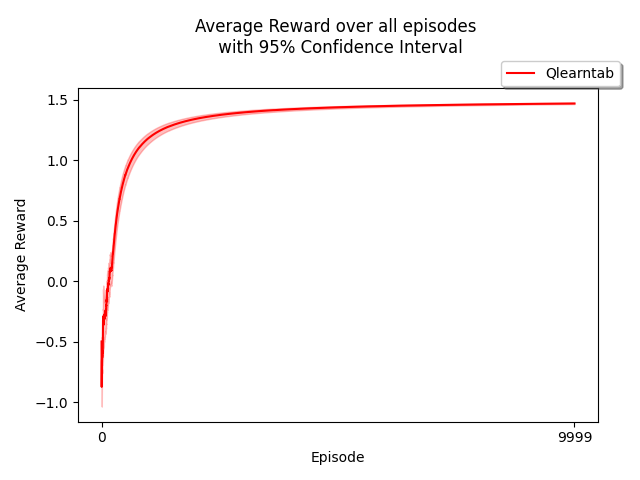 Average Reward over all episodes
with 95% Confidence Interval
Qlearntab
1.5
1.0
0.5
0.0
−0.5
−1.0
Average Reward
0
9999
Episode